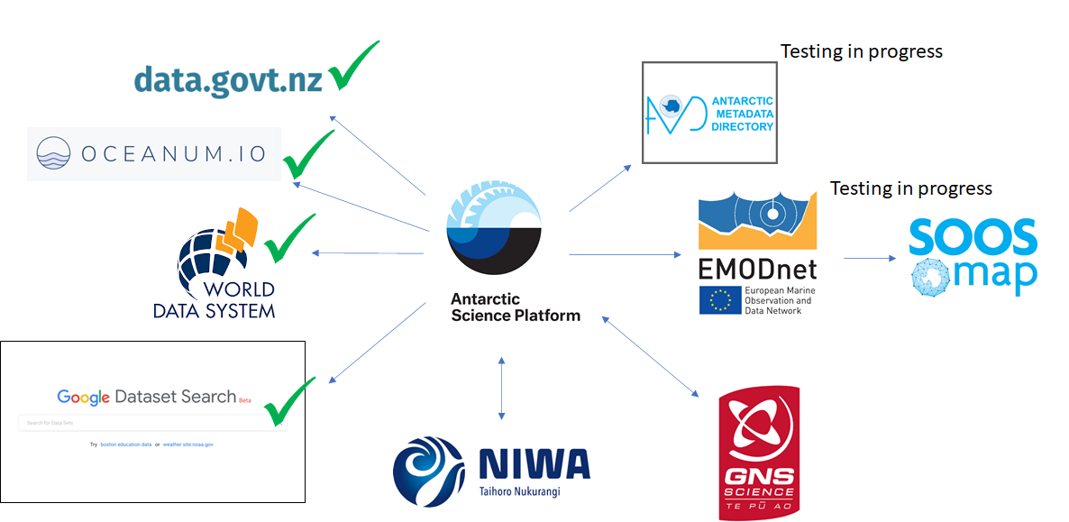 Testing in progress
data.govt.nz
ANTARCTIC
METADATA
DIRECTORY
OCEANUM.IO
Testing in progress
SOOS
map
WORLD
DATA SYSTEM
EMODnet
European Marine
Observation and
Data Network
Antarctic
Science Platform
Google Dataset Search Beta
Search for Data Sets
Try boston education data or weather site:noaa.gov
NIWA
Taihoro Nukurangi
GNS
SCIENCE
TE PŪ AO